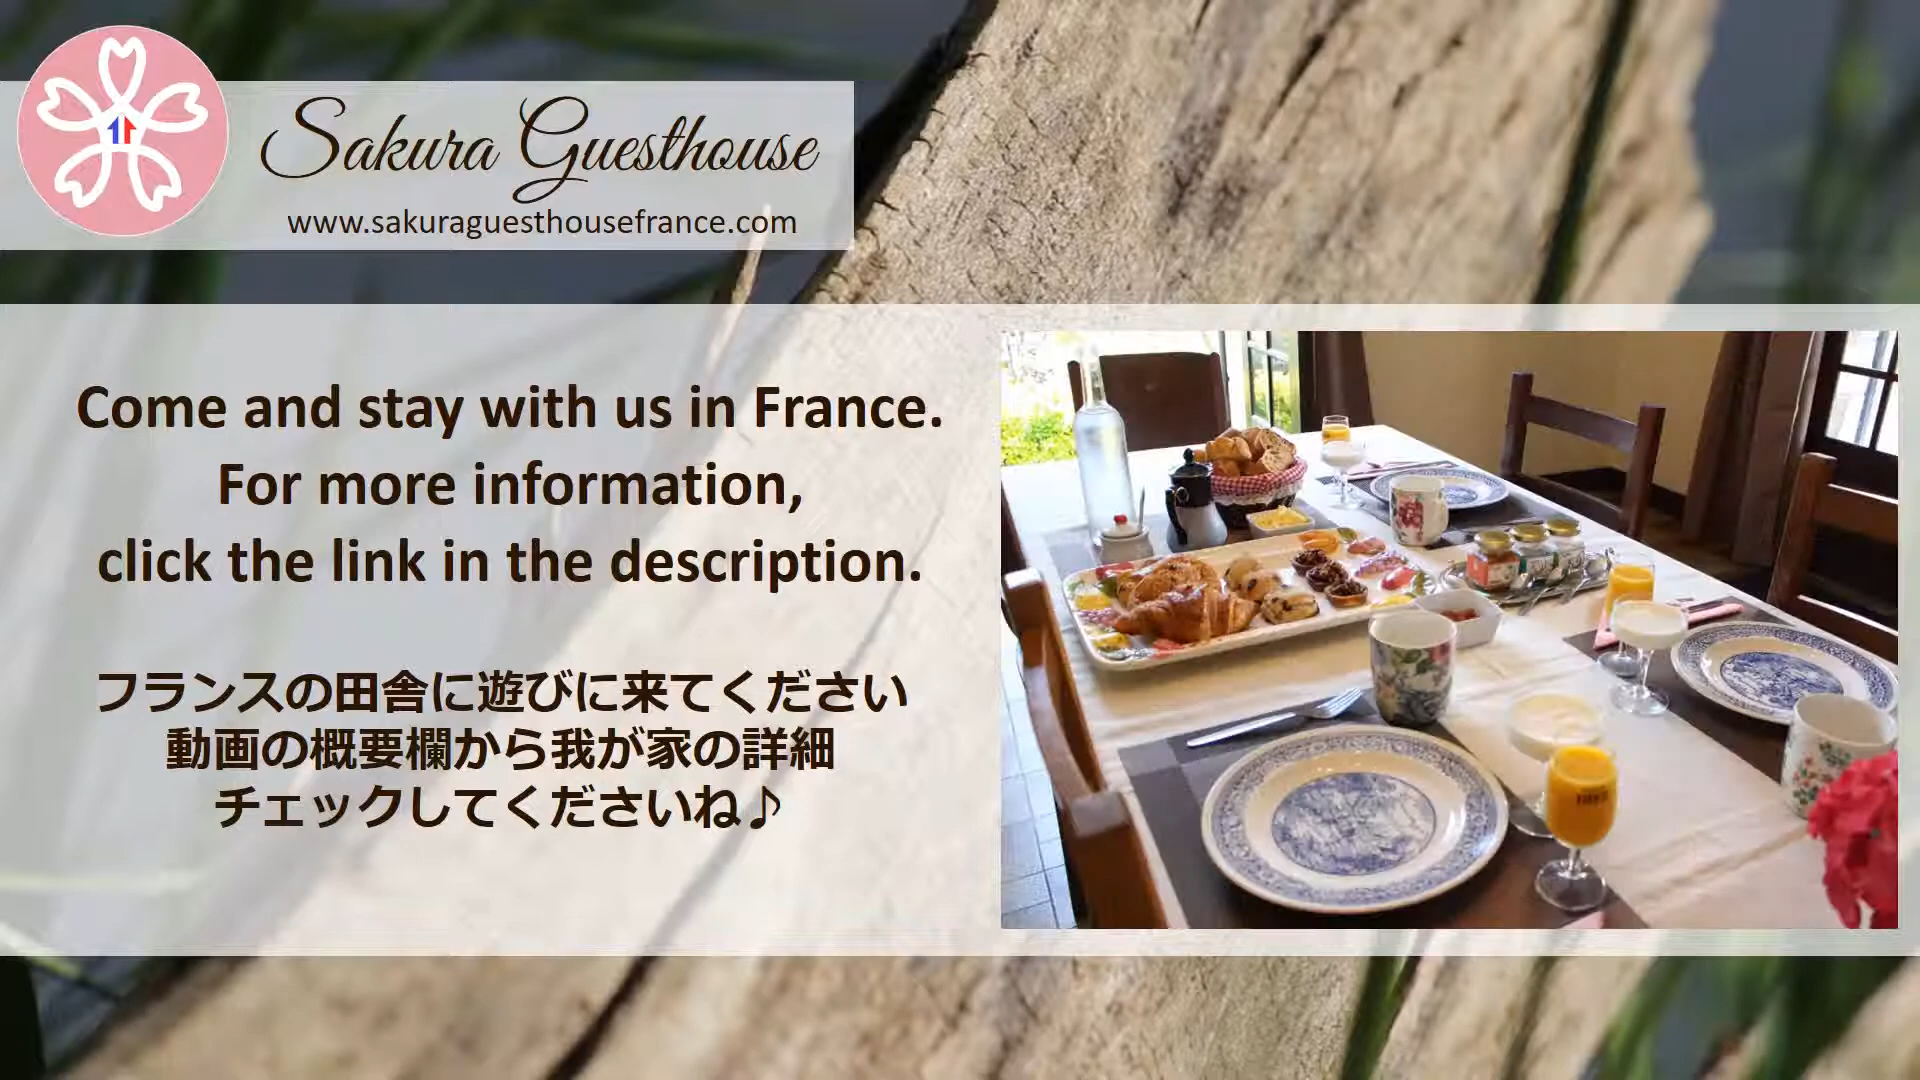 Sakura Guesthouse
www.sakuraguesthousefrance.com
Come and stay with us in France.
For more information,
click the link in the description.
フランスの田舎に遊びに来てください
動画の概要欄から我が家の詳細
チェックしてくださいね♪